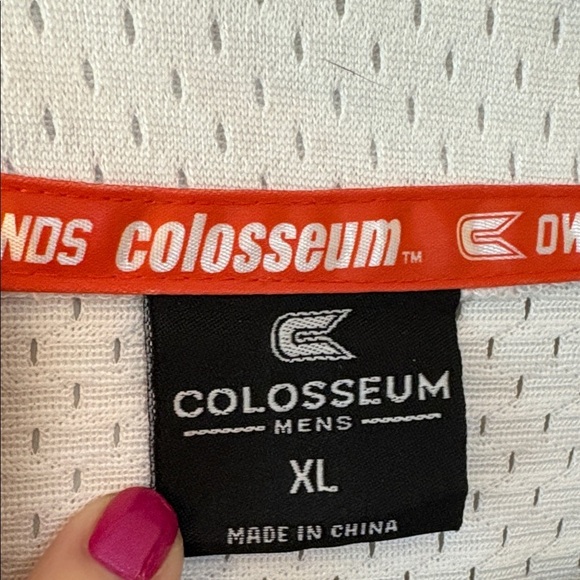 NDS colosseum™ OW
COLOSSEUM
MENS
XL
MADE IN CHINA